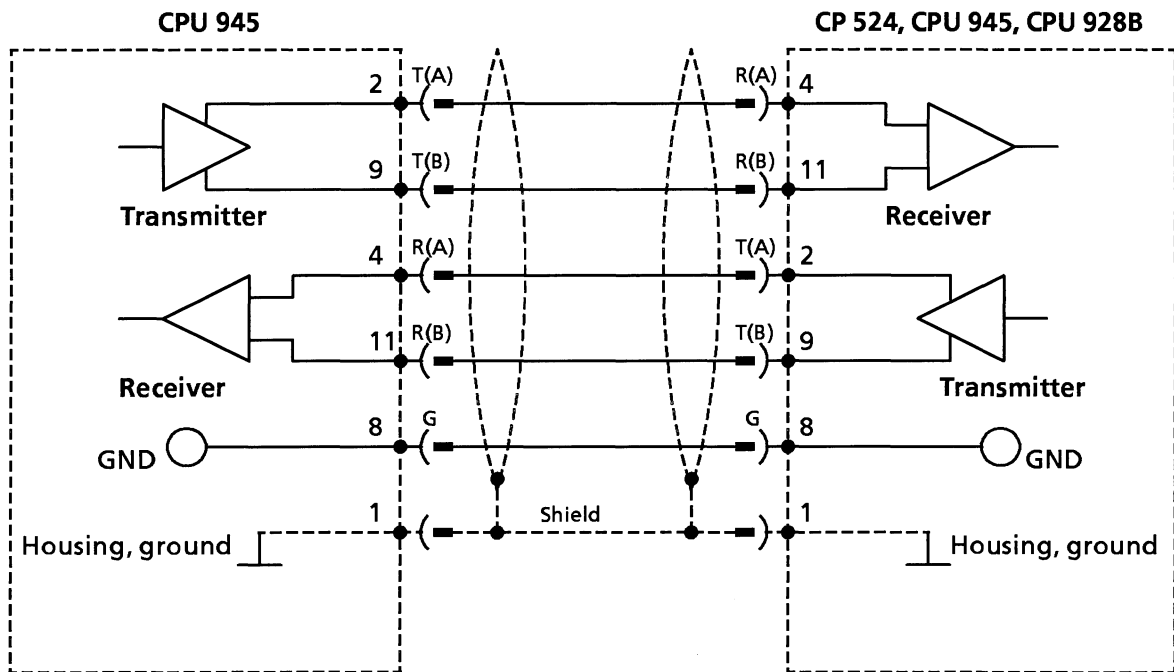 CPU 945
CP 524, CPU 945, CPU 928B
2 T(A) R(A) 4
9 T(B) R(B) 11
Transmitter Receiver
4 R(A) T(A) 2
11 R(B) T(B) 9
Receiver Transmitter
8 G G 8
GND GND
1 Shield 1
Housing, ground Housing, ground